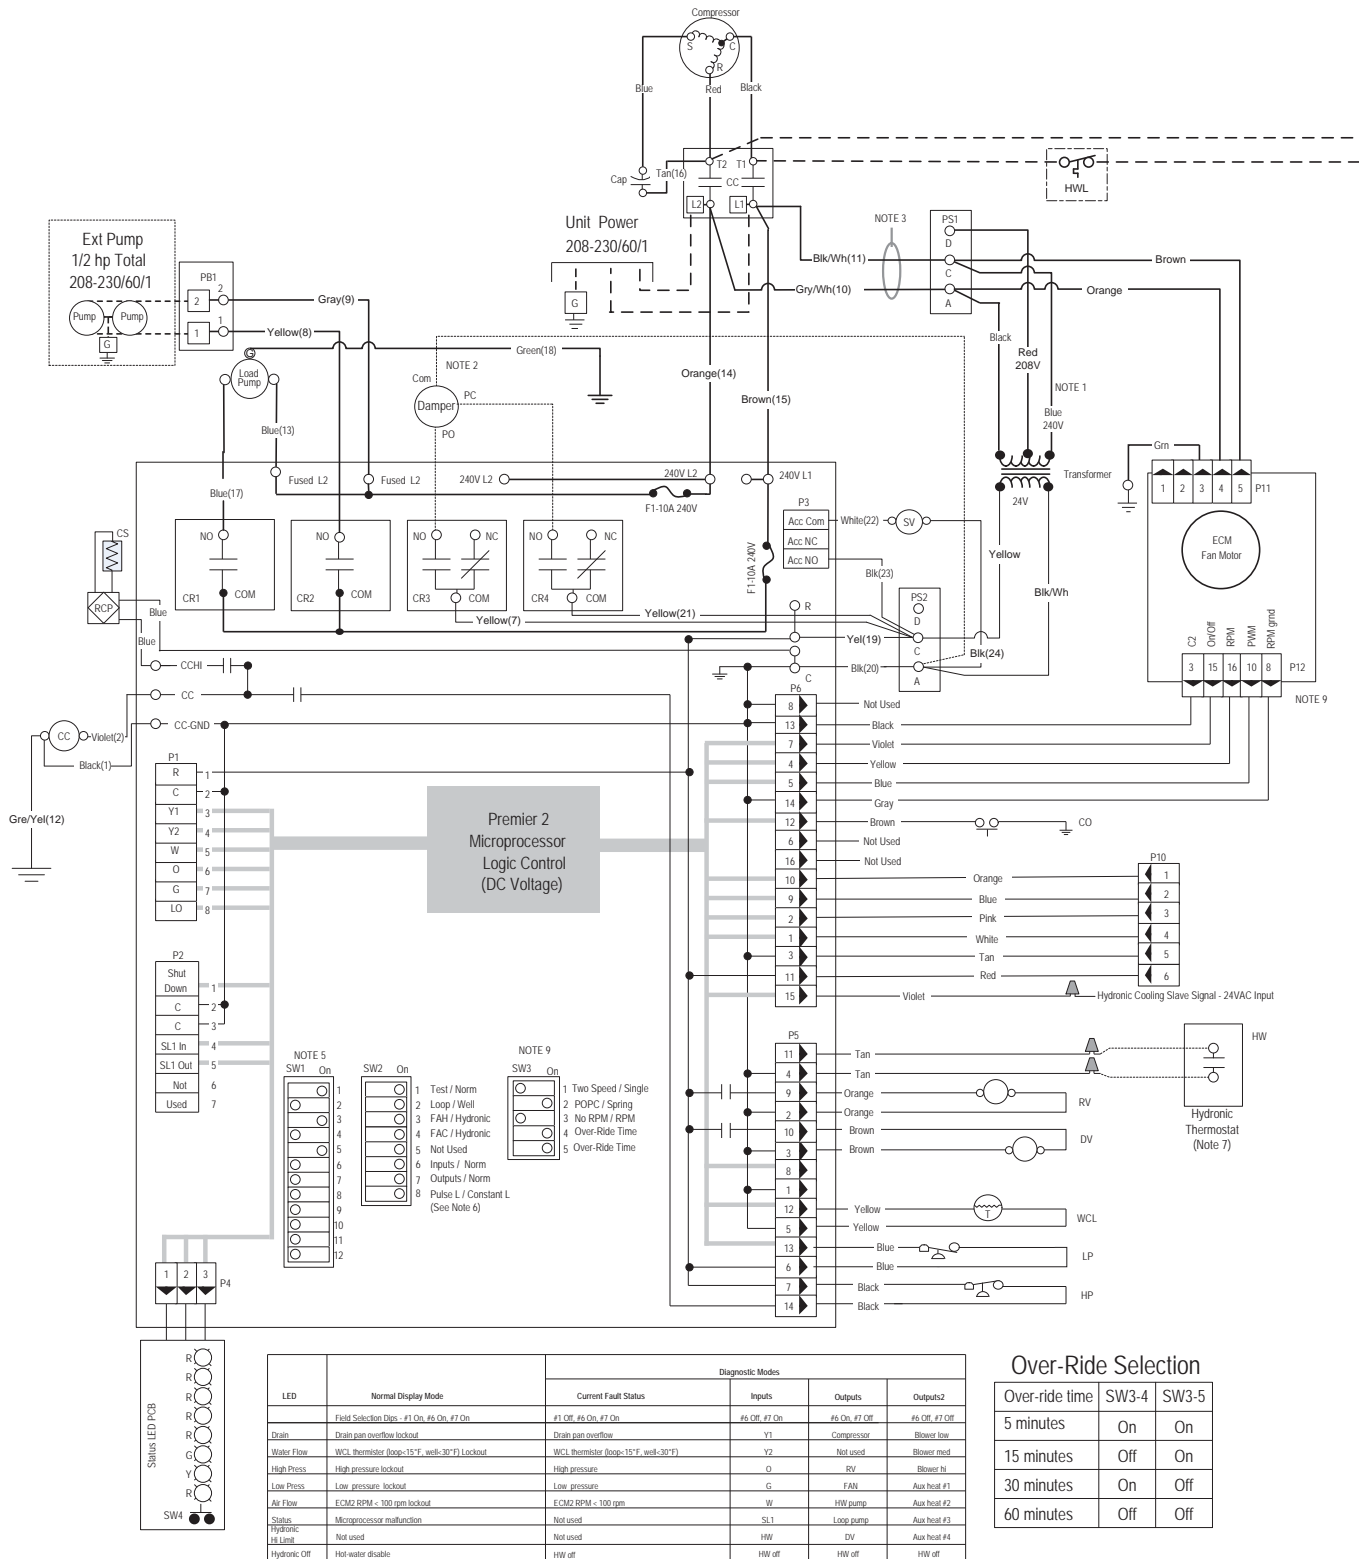 Compressor
S
C
R
Blue
Red
Black
T2
T1
Cap
Tan(16)
CC
L2
L1
HWL
Unit Power
208-230/60/1
G
NOTE 3
PS1
D
C
A
Blk/Wh(11)
Gry/Wh(10)
Brown
Orange
Ext Pump
1/2 hp Total
208-230/60/1
Pump
Pump
G
PB1
2
2
1
1
Gray(9)
Yellow(8)
G
Load
Pump
Green(18)
NOTE 2
Com
Damper
PC
PO
Orange(14)
Brown(15)
Black
Red
208V
NOTE 1
Blue
240V
Grn
Transformer
24V
1 2 3 4 5
P11
ECM
Fan Motor
Blue(13)
Blue(17)
Fused L2
Fused L2
240V L2
240V L2
240V L1
F1-10A 240V
F1-10A 240V
NO
COM
CR1
NO
COM
CR2
NO
NC
COM
CR3
NO
NC
COM
CR4
P3
Acc Com
Acc NC
Acc NO
White(22)
SV
Blk(23)
Yellow
Blk/Wh
PS2
D
C
A
Yellow(21)
Yellow(7)
R
Yel(19)
Blk(20)
C
Blk(24)
CS
RCP
Blue
Blue
CCHI
CC
CC-GND
CC
Violet(2)
Black(1)
Gre/Yel(12)
C2
On/Off
RPM
PWM
RPM grnd
3 15 16 10 8
P12
NOTE 9
P1
R 1
C 2
Y1 3
Y2 4
W 5
O 6
G 7
LO 8
Premier 2
Microprocessor
Logic Control
(DC Voltage)
P6
8 Not Used
13 Black
7 Violet
4 Yellow
5 Blue
14 Gray
12 Brown
CO
6 Not Used
16 Not Used
10 Orange
9 Blue
2 Pink
1 White
3 Tan
11 Red
15 Violet
Hydronic Cooling Slave Signal - 24VAC Input
P10
1
2
3
4
5
6
P2
Shut
Down 1
C 2
C 3
SL1 In 4
SL1 Out 5
Not 6
Used 7
P5
11 Tan
4 Tan
9 Orange
2 Orange
10 Brown
3 Brown
8
1
12 Yellow
5 Yellow
13 Blue
6 Blue
7 Black
14 Black
HW
Hydronic
Thermostat
(Note 7)
RV
DV
T
WCL
LP
HP
NOTE 5
SW1 On
1
2
3
4
5
6
7
8
9
10
11
12
SW2 On
1 Test / Norm
2 Loop / Well
3 FAH / Hydronic
4 FAC / Hydronic
5 Not Used
6 Inputs / Norm
7 Outputs / Norm
8 Pulse L / Constant L
(See Note 6)
NOTE 9
SW3 On
1 Two Speed / Single
2 POPC / Spring
3 No RPM / RPM
4 Over-Ride Time
5 Over-Ride Time
1 2 3
P4
Status LED PCB
R
R
R
R
R
G
Y
R
SW4
Diagnostic Modes
LED Normal Display Mode Current Fault Status Inputs Outputs Outputs2
Field Selection Dips - #1 On, #6 On, #7 On #1 Off, #6 On, #7 On #6 Off, #7 On #6 On, #7 Off #6 Off, #7 Off
Drain Drain pan overflow lockout Drain pan overflow Y1 Compressor Blower low
Water Flow WCL thermister (loop<15°F, well<30°F) Lockout WCL thermister (loop<15°F, well<30°F) Y2 Not used Blower med
High Press High pressure lockout High pressure O RV Blower hi
Low Press Low pressure lockout Low pressure G FAN Aux heat #1
Air Flow ECM2 RPM < 100 rpm lockout ECM2 RPM < 100 rpm W HW pump Aux heat #2
Status Microprocessor malfunction Not used SL1 Loop pump Aux heat #3
Hydronic
Hi Limit Not used Not used HW DV Aux heat #4
Hydronic Off Hot-water disable HW off HW off HW off HW off
Over-Ride Selection
Over-ride time SW3-4 SW3-5
5 minutes On On
15 minutes Off On
30 minutes On Off
60 minutes Off Off